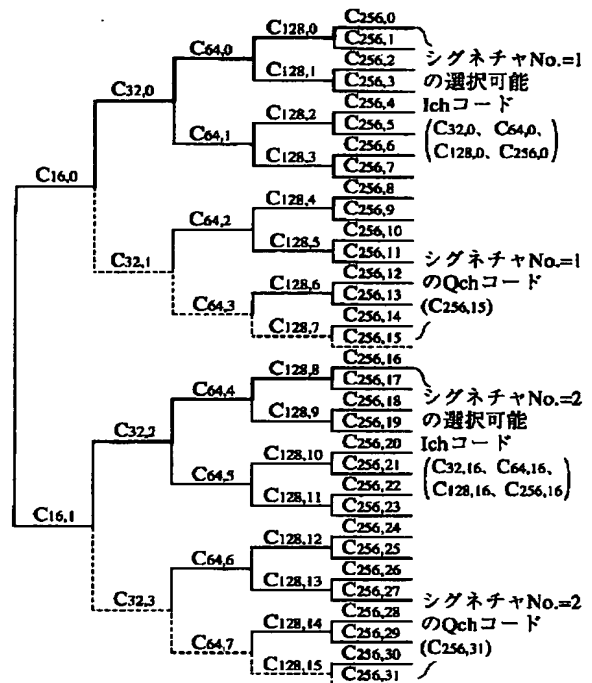 C256,0
C128,0
C256,1
C64,0
C256,2
C128,1
C256,3
C32,0
C256,4
C128,2
C256,5
C64,1
C256,6
C128,3
C256,7
C16,0
C256,8
C128,4
C256,9
C64,2
C256,10
C128,5
C256,11
C32,1
C256,12
C128,6
C256,13
C64,3
C256,14
C128,7
C256,15
シグネチャNo.=1
の選択可能
Ichコード
(C32,0、C64,0、
C128,0、C256,0)
シグネチャNo.=1
のQchコード
(C256,15)
C256,16
C128,8
C256,17
C64,4
C256,18
C128,9
C256,19
C32,2
C256,20
C128,10
C256,21
C64,5
C256,22
C128,11
C256,23
C16,1
C256,24
C128,12
C256,25
C64,6
C256,26
C128,13
C256,27
C32,3
C256,28
C128,14
C256,29
C64,7
C256,30
C128,15
C256,31
シグネチャNo.=2
の選択可能
Ichコード
(C32,16、C64,16、
C128,16、C256,16)
シグネチャNo.=2
のQchコード
(C256,31)